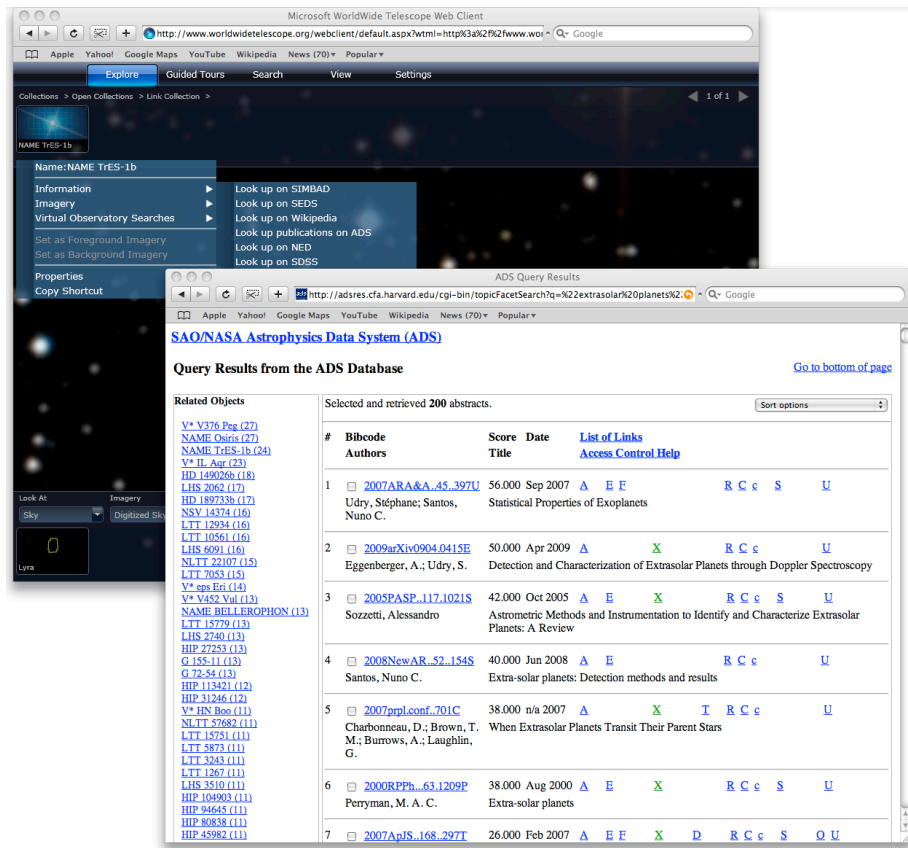 Microsoft WorldWide Telescope Web Client
http://www.worldwidetelescope.org/webclient/default.aspx?wtml=http%3a%2f%2fwww.wor
Google
Apple Yahoo! Google Maps YouTube Wikipedia News (70) Popular
Explore Guided Tours Search View Settings
Collections > Open Collections > Link Collection >
1 of 1
NAME TrES-1b
Name:NAME TrES-1b
Information
Imagery
Virtual Observatory Searches
Set as Foreground Imagery
Set as Background Imagery
Properties
Copy Shortcut
Look up on SIMBAD
Look up on SEDS
Look up on Wikipedia
Look up publications on ADS
Look up on NED
Look up on SDSS
Look At Imagery
Sky Digitized Sky
Lyra
ADS Query Results
ads http://adsres.cfa.harvard.edu/cgi-bin/topicFacetSearch?q=%22extrasolar%20planets%2
Google
Apple Yahoo! Google Maps YouTube Wikipedia News (70) Popular
SAO/NASA Astrophysics Data System (ADS)
Query Results from the ADS Database
Go to bottom of page
Related Objects
V* V376 Peg (27)
NAME Osiris (27)
NAME TrES-1b (24)
V* IL Aqr (23)
HD 149026b (18)
LHS 2062 (17)
HD 189733b (17)
NSV 14374 (16)
LTT 12934 (16)
LTT 10561 (16)
LHS 6091 (16)
NLTT 22107 (15)
LTT 7053 (15)
V* eps Eri (14)
V* V452 Vul (13)
NAME BELLEROPHON (13)
LTT 15779 (13)
LHS 2740 (13)
HIP 27253 (13)
G 155-11 (13)
G 72-54 (13)
HIP 113421 (12)
HIP 31246 (12)
V* HN Boo (11)
NLTT 57682 (11)
LTT 15751 (11)
LTT 5873 (11)
LTT 3243 (11)
LTT 1267 (11)
LHS 3510 (11)
HIP 104903 (11)
HIP 94645 (11)
HIP 80838 (11)
HIP 45982 (11)
Selected and retrieved 200 abstracts.
Sort options
# Bibcode Score Date List of Links
Authors Title Access Control Help
1 2007ARA&A..45..397U 56.000 Sep 2007 A E F R C c S U
Udry, Stéphane; Santos, Statistical Properties of Exoplanets
Nuno C.
2 2009arXiv0904.0415E 50.000 Apr 2009 A X R C c U
Eggenberger, A.; Udry, S. Detection and Characterization of Extrasolar Planets through Doppler Spectroscopy
3 2005PASP..117.1021S 42.000 Oct 2005 A E X R C c S U
Sozzetti, Alessandro Astrometric Methods and Instrumentation to Identify and Characterize Extrasolar
Planets: A Review
4 2008NewAR..52..154S 40.000 Jun 2008 A E R C c U
Santos, Nuno C. Extra-solar planets: Detection methods and results
5 2007prpl.conf..701C 38.000 n/a 2007 A X T R C c U
Charbonneau, D.; Brown, T. When Extrasolar Planets Transit Their Parent Stars
M.; Burrows, A.; Laughlin,
G.
6 2000RPPh...63.1209P 38.000 Aug 2000 A E X R C c S U
Perryman, M. A. C. Extra-solar planets
7 2007ApJS..168..297T 26.000 Feb 2007 A E F X D R C c S O U